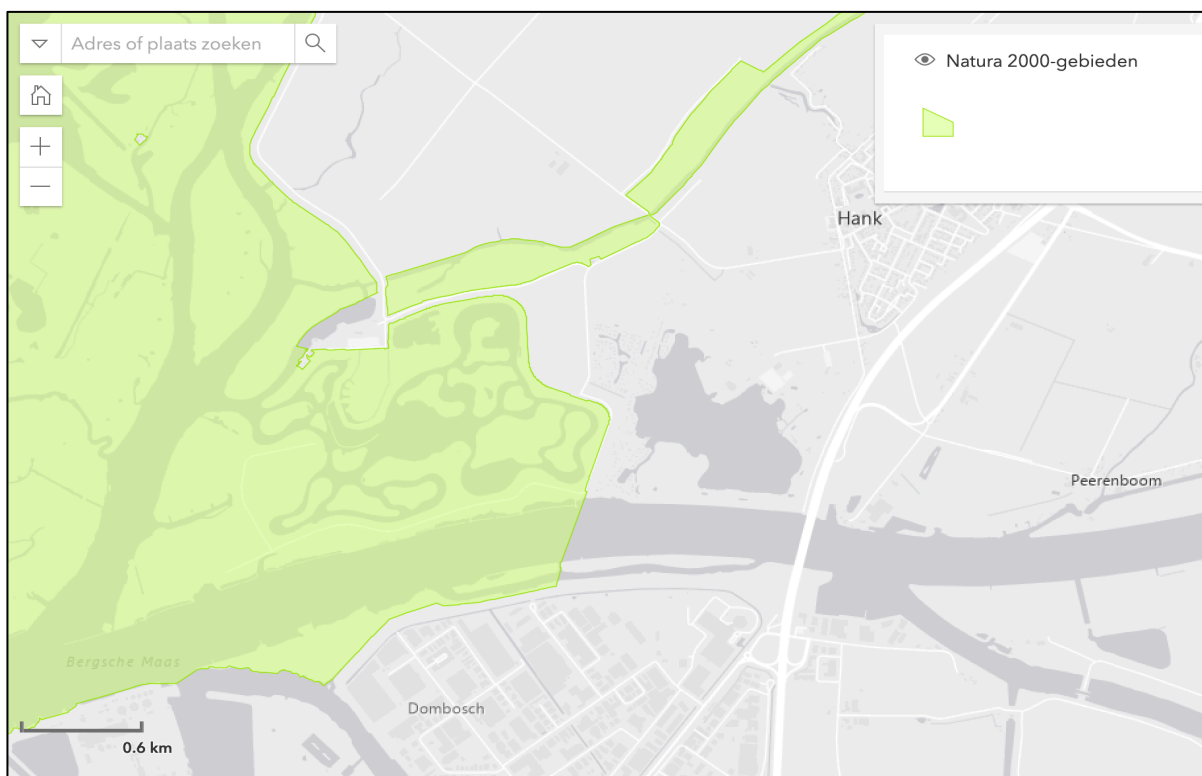 Adres of plaats zoeken
Natura 2000-gebieden
Hank
Peerenboom
Bergsche Maas
Dombosch
0.6 km